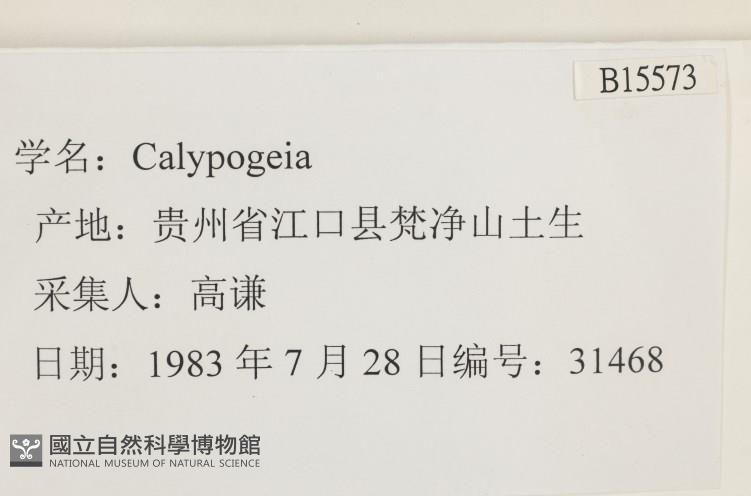 B15573
学名：Calypogeia
产地：贵州省江口县梵净山土生
采集人：高谦
日期：1983 年 7 月 28 日编号：31468
國立自然科學博物館
NATIONAL MUSEUM OF NATURAL SCIENCE